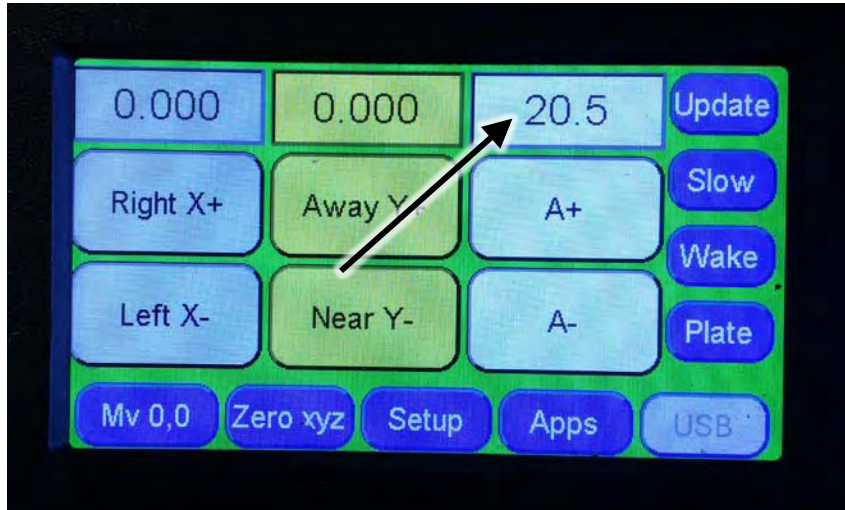 0.000 0.000 20.5 Update
Right X+ Away Y+ A+ Slow
Wake
Left X- Near Y- A- Plate
Mv 0,0 Zero xyz Setup Apps USB